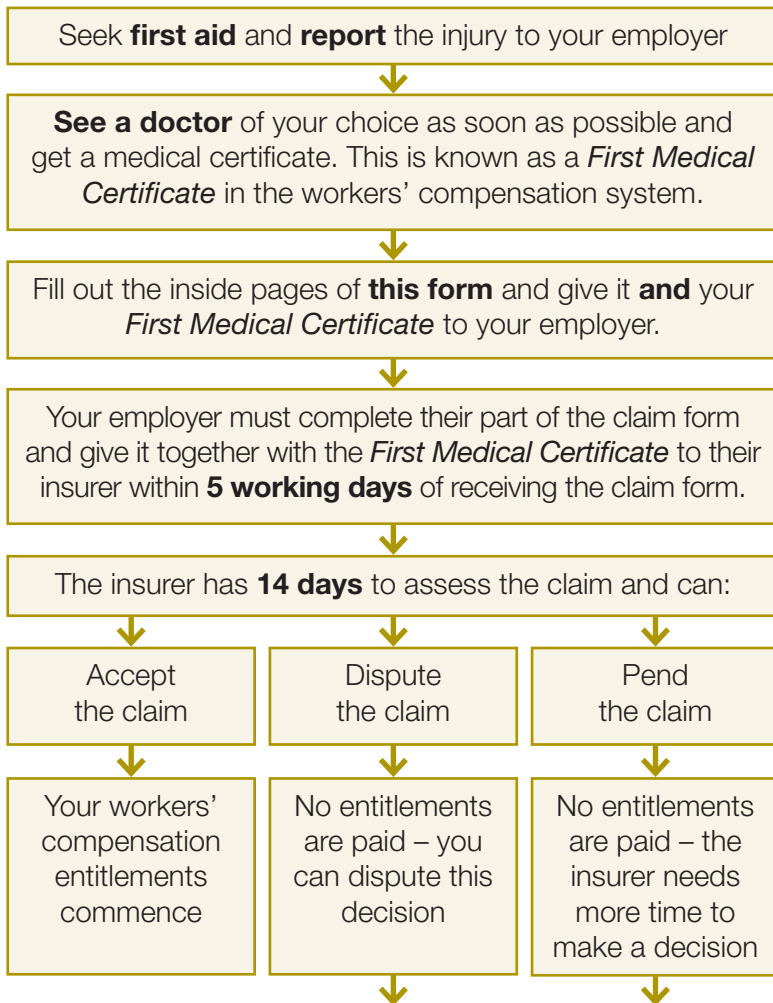 Seek first aid and report the injury to your employer
See a doctor of your choice as soon as possible and
get a medical certificate. This is known as a First Medical
Certificate in the workers’ compensation system.
Fill out the inside pages of this form and give it and your
First Medical Certificate to your employer.
Your employer must complete their part of the claim form
and give it together with the First Medical Certificate to their
insurer within 5 working days of receiving the claim form.
The insurer has 14 days to assess the claim and can:
Accept
the claim
Dispute
the claim
Pend
the claim
Your workers’
compensation
entitlements
commence
No entitlements
are paid – you
can dispute this
decision
No entitlements
are paid – the
insurer needs
more time to
make a decision